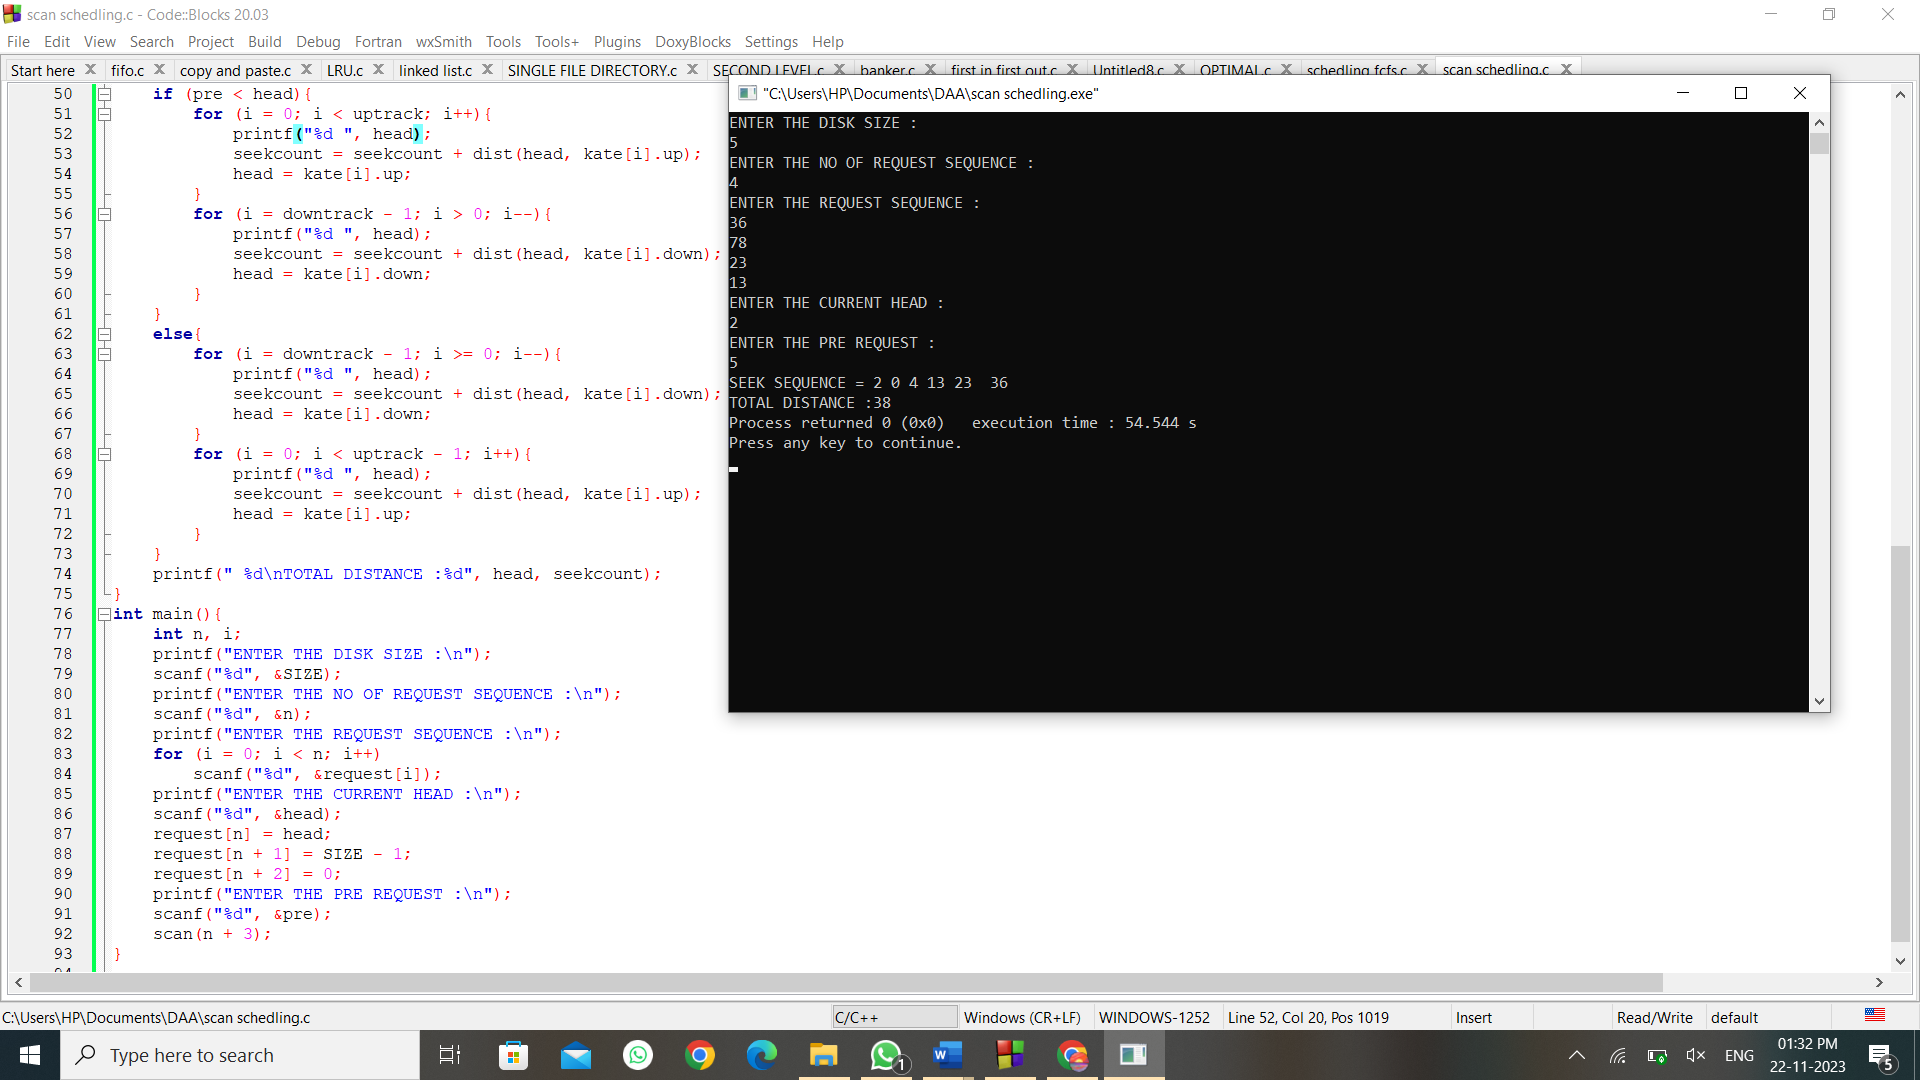 scan schedling.c - Code::Blocks 20.03
File Edit View Search Project Build Debug Fortran wxSmith Tools Tools+ Plugins DoxyBlocks Settings Help
Start here fifo.c copy and paste.c LRU.c linked list.c SINGLE FILE DIRECTORY.c SECOND LEVEL.c banker.c first in first out.c Untitled8.c OPTIMAL.c schedling fcfs.c scan schedling.c
50 if (pre < head){
51 for (i = 0; i < uptrack; i++){
52 printf("%d ", head);
53 seekcount = seekcount + dist(head, kate[i].up);
54 head = kate[i].up;
55 }
56 for (i = downtrack - 1; i > 0; i--){
57 printf("%d ", head);
58 seekcount = seekcount + dist(head, kate[i].down);
59 head = kate[i].down;
60 }
61 }
62 else{
63 for (i = downtrack - 1; i >= 0; i--){
64 printf("%d ", head);
65 seekcount = seekcount + dist(head, kate[i].down);
66 head = kate[i].down;
67 }
68 for (i = 0; i < uptrack - 1; i++){
69 printf("%d ", head);
70 seekcount = seekcount + dist(head, kate[i].up);
71 head = kate[i].up;
72 }
73 }
74 printf(" %d\nTOTAL DISTANCE :%d", head, seekcount);
75 }
76 int main(){
77 int n, i;
78 printf("ENTER THE DISK SIZE :\n");
79 scanf("%d", &SIZE);
80 printf("ENTER THE NO OF REQUEST SEQUENCE :\n");
81 scanf("%d", &n);
82 printf("ENTER THE REQUEST SEQUENCE :\n");
83 for (i = 0; i < n; i++)
84 scanf("%d", &request[i]);
85 printf("ENTER THE CURRENT HEAD :\n");
86 scanf("%d", &head);
87 request[n] = head;
88 request[n + 1] = SIZE - 1;
89 request[n + 2] = 0;
90 printf("ENTER THE PRE REQUEST :\n");
91 scanf("%d", &pre);
92 scan(n + 3);
93 }
94
"C:\Users\HP\Documents\DAA\scan schedling.exe"
ENTER THE DISK SIZE :
5
ENTER THE NO OF REQUEST SEQUENCE :
4
ENTER THE REQUEST SEQUENCE :
36
78
23
13
ENTER THE CURRENT HEAD :
2
ENTER THE PRE REQUEST :
5
SEEK SEQUENCE = 2 0 4 13 23  36
TOTAL DISTANCE :38
Process returned 0 (0x0)   execution time : 54.544 s
Press any key to continue.
C:\Users\HP\Documents\DAA\scan schedling.c C/C++ Windows (CR+LF) WINDOWS-1252 Line 52, Col 20, Pos 1019 Insert Read/Write default
Type here to search
1
W
ENG
01:32 PM
22-11-2023
5